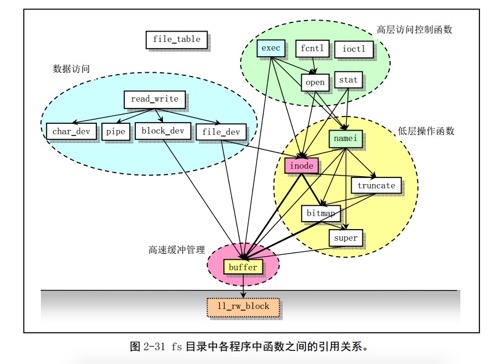 高层访问控制函数
file_table
exec
fcntl
ioctl
数据访问
open
stat
read_write
char_dev
pipe
block_dev
file_dev
namei
低层操作函数
inode
truncate
bitmap
super
高速缓冲管理
buffer
ll_rw_block
图 2-31 fs 目录中各程序中函数之间的引用关系。